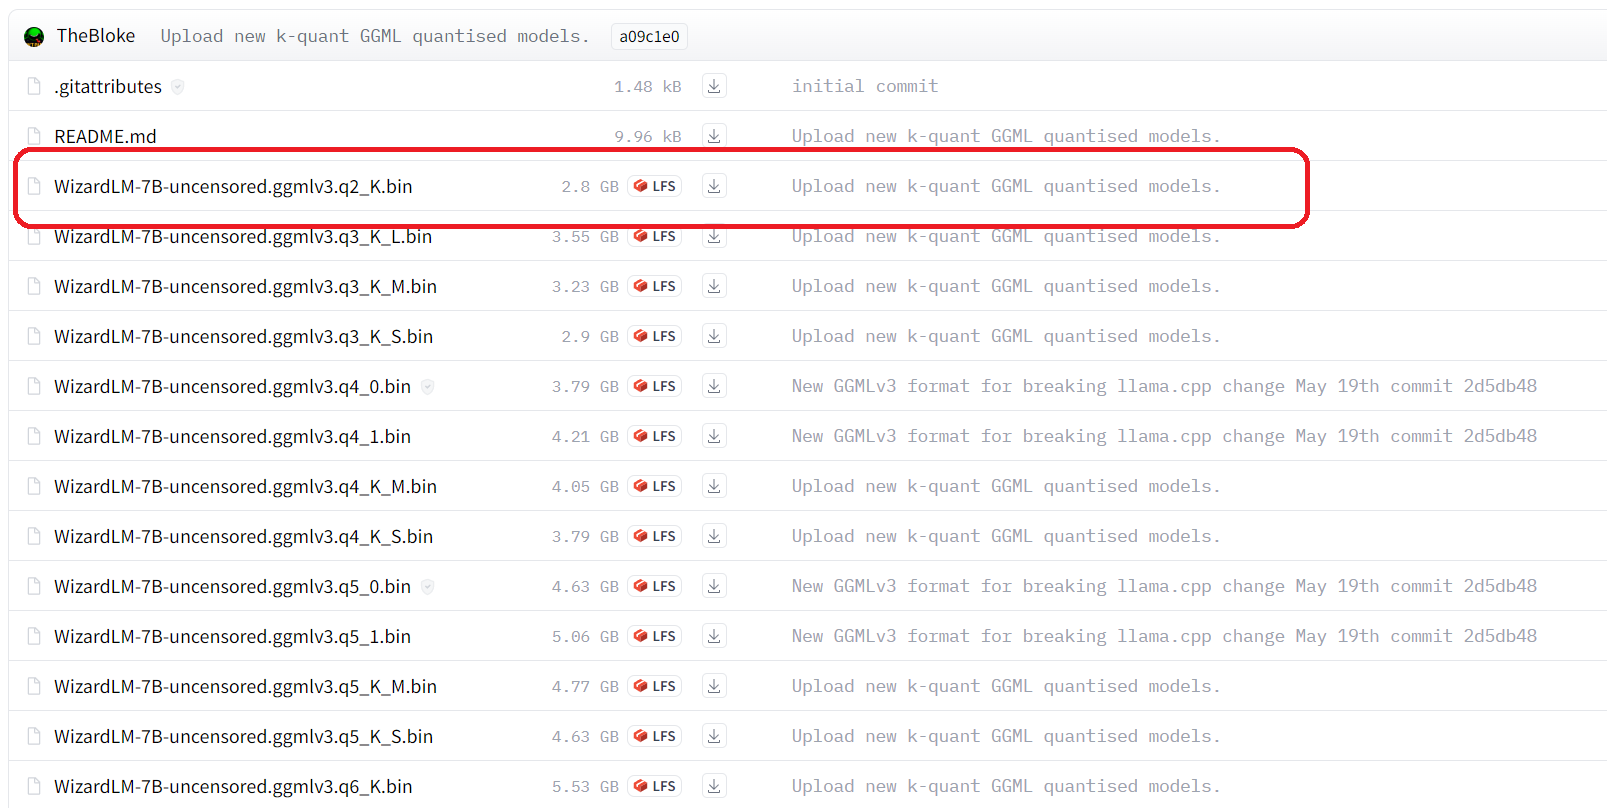 TheBloke Upload new k-quant GGML quantised models. a09c1e0
.gitattributes 1.48 kB initial commit
README.md 9.96 kB Upload new k-quant GGML quantised models.
WizardLM-7B-uncensored.ggmlv3.q2_K.bin 2.8 GB LFS Upload new k-quant GGML quantised models.
WizardLM-7B-uncensored.ggmlv3.q3_K_L.bin 3.55 GB LFS Upload new k-quant GGML quantised models.
WizardLM-7B-uncensored.ggmlv3.q3_K_M.bin 3.23 GB LFS Upload new k-quant GGML quantised models.
WizardLM-7B-uncensored.ggmlv3.q3_K_S.bin 2.9 GB LFS Upload new k-quant GGML quantised models.
WizardLM-7B-uncensored.ggmlv3.q4_0.bin 3.79 GB LFS New GGMLv3 format for breaking llama.cpp change May 19th commit 2d5db48
WizardLM-7B-uncensored.ggmlv3.q4_1.bin 4.21 GB LFS New GGMLv3 format for breaking llama.cpp change May 19th commit 2d5db48
WizardLM-7B-uncensored.ggmlv3.q4_K_M.bin 4.05 GB LFS Upload new k-quant GGML quantised models.
WizardLM-7B-uncensored.ggmlv3.q4_K_S.bin 3.79 GB LFS Upload new k-quant GGML quantised models.
WizardLM-7B-uncensored.ggmlv3.q5_0.bin 4.63 GB LFS New GGMLv3 format for breaking llama.cpp change May 19th commit 2d5db48
WizardLM-7B-uncensored.ggmlv3.q5_1.bin 5.06 GB LFS New GGMLv3 format for breaking llama.cpp change May 19th commit 2d5db48
WizardLM-7B-uncensored.ggmlv3.q5_K_M.bin 4.77 GB LFS Upload new k-quant GGML quantised models.
WizardLM-7B-uncensored.ggmlv3.q5_K_S.bin 4.63 GB LFS Upload new k-quant GGML quantised models.
WizardLM-7B-uncensored.ggmlv3.q6_K.bin 5.53 GB LFS Upload new k-quant GGML quantised models.